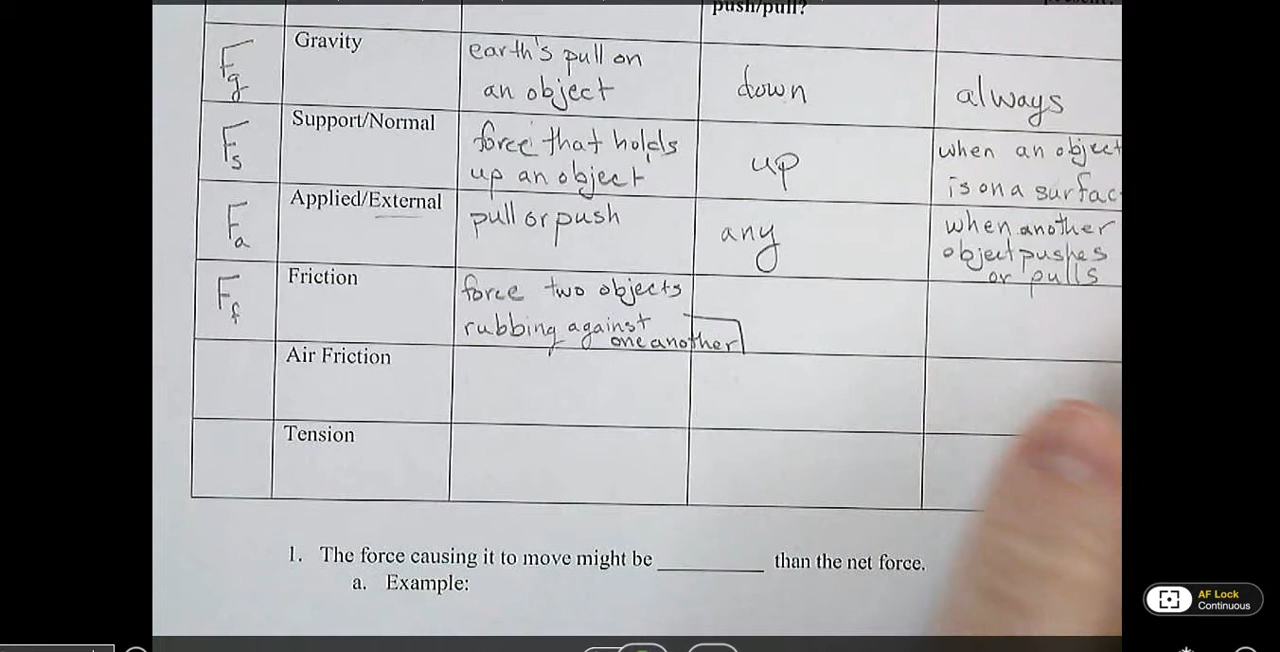 push/pull?
Fg
Gravity
earth's pull on
an object
down
always
Fs
Support/Normal
force that holds
up an object
up
when an object
is on a surfac
Fa
Applied/External
pull or push
any
when another
object pushes
or pulls
Ff
Friction
force two objects
rubbing against
one another
Air Friction
Tension
1. The force causing it to move might be ________ than the net force.
a. Example:
AF Lock
Continuous